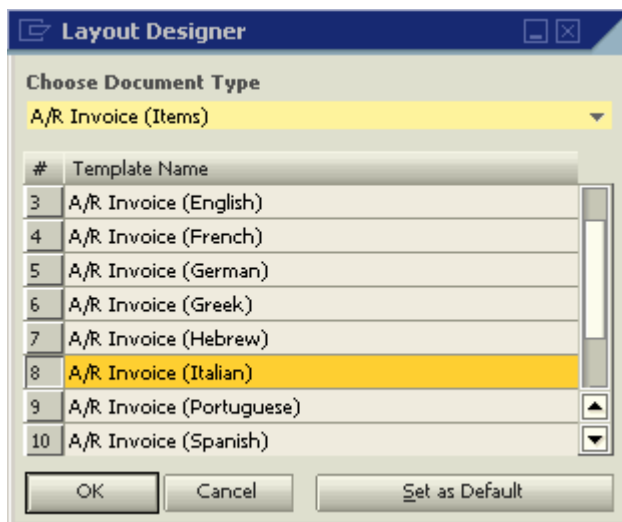 Layout Designer
Choose Document Type
A/R Invoice (Items)
# Template Name
3 A/R Invoice (English)
4 A/R Invoice (French)
5 A/R Invoice (German)
6 A/R Invoice (Greek)
7 A/R Invoice (Hebrew)
8 A/R Invoice (Italian)
9 A/R Invoice (Portuguese)
10 A/R Invoice (Spanish)
OK Cancel Set as Default